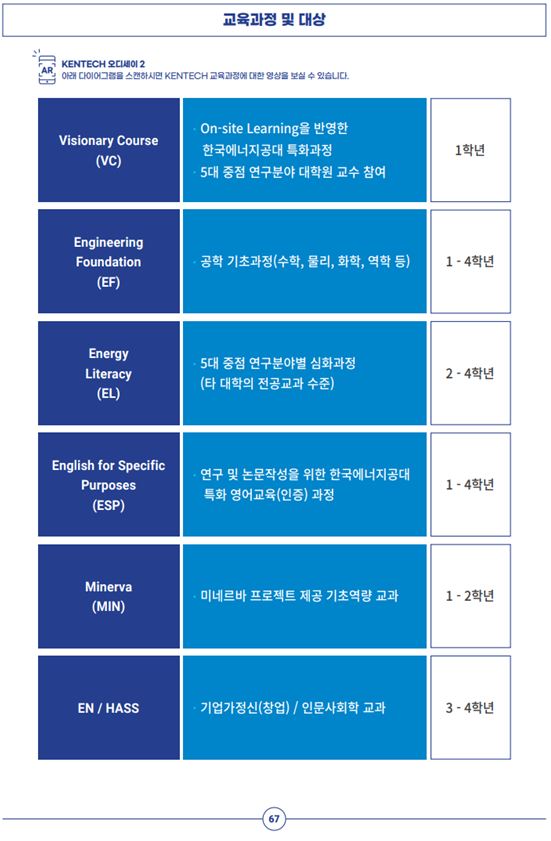 교육과정 및 대상
AR
KENTECH 오디세이 2
아래 다이어그램을 스캔하시면 KENTECH 교육과정에 대한 영상을 보실 수 있습니다.
Visionary Course
(VC)
· On-site Learning을 반영한
한국에너지공대 특화과정
· 5대 중점 연구분야 대학원 교수 참여
1학년
Engineering
Foundation
(EF)
· 공학 기초과정(수학, 물리, 화학, 역학 등)
1 - 4학년
Energy
Literacy
(EL)
· 5대 중점 연구분야별 심화과정
(타 대학의 전공교과 수준)
2 - 4학년
English for Specific
Purposes
(ESP)
· 연구 및 논문작성을 위한 한국에너지공대
특화 영어교육(인증) 과정
1 - 4학년
Minerva
(MIN)
· 미네르바 프로젝트 제공 기초역량 교과
1 - 2학년
EN / HASS
· 기업가정신(창업) / 인문사회학 교과
3 - 4학년
67